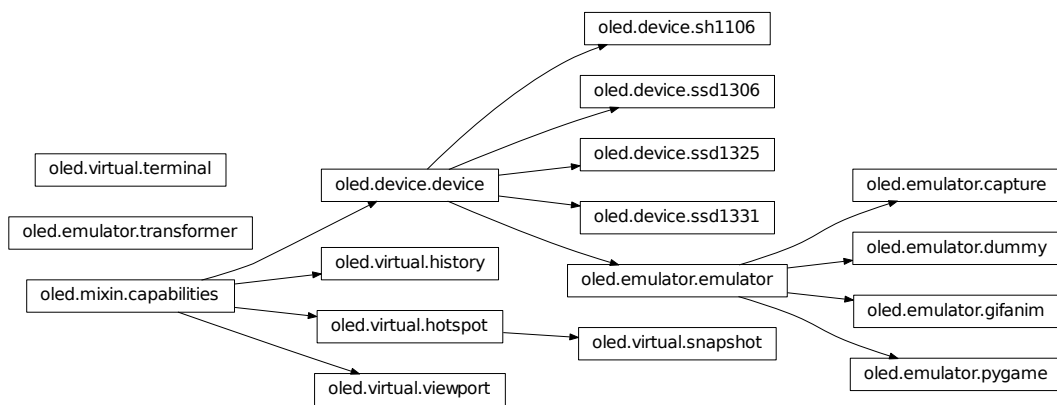 oled.device.sh1106
oled.device.ssd1306
oled.virtual.terminal
oled.device.ssd1325
oled.device.device
oled.emulator.capture
oled.emulator.transformer
oled.device.ssd1331
oled.emulator.dummy
oled.virtual.history
oled.emulator.emulator
oled.mixin.capabilities
oled.emulator.gifanim
oled.virtual.hotspot
oled.virtual.snapshot
oled.emulator.pygame
oled.virtual.viewport